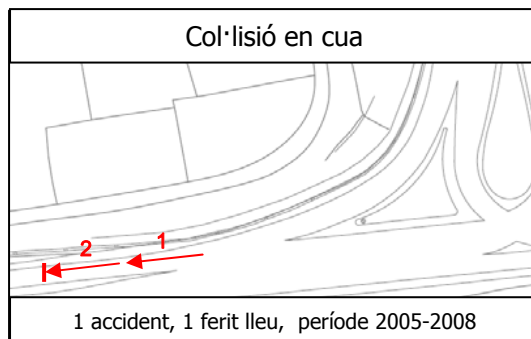 Col·lisió en cua
2 1
1 accident, 1 ferit lleu, període 2005-2008